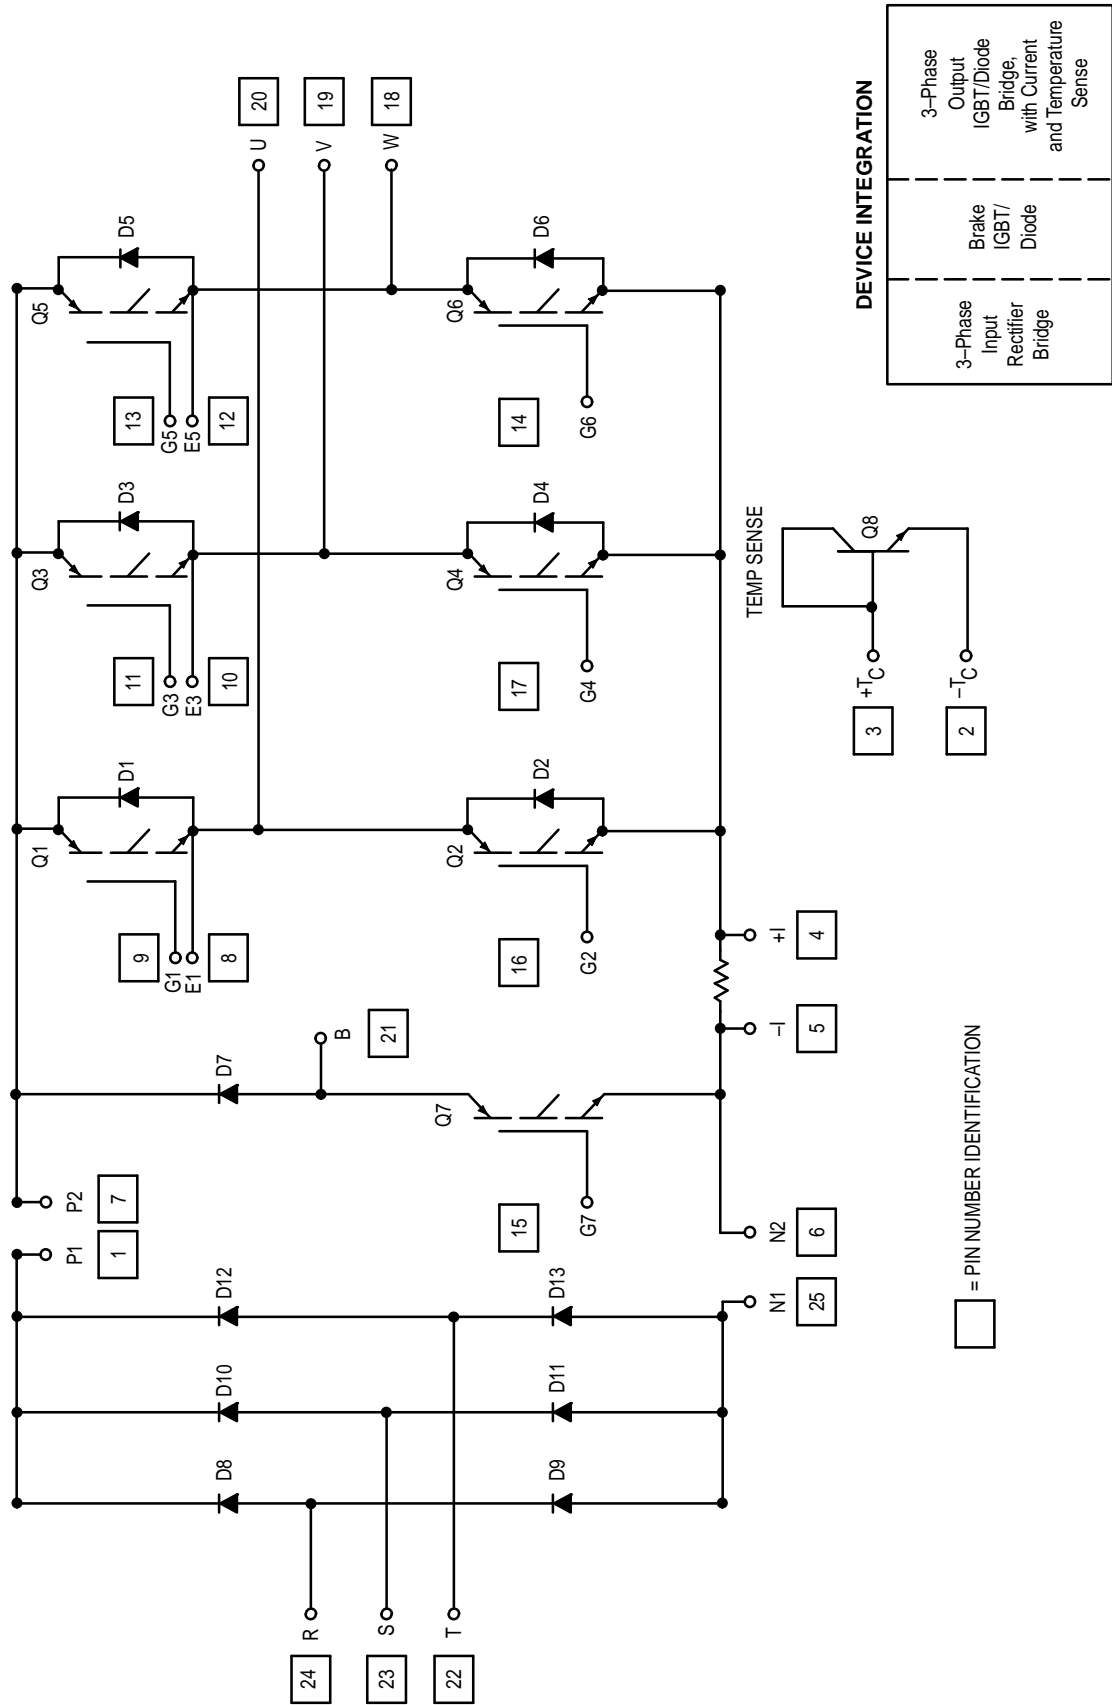 24
R
23
S
22
T
D8
D10
D12
D9
D11
D13
P1
1
P2
7
N1
25
N2
6
D7
B
21
Q7
G7
15
–I
5
+I
4
Q1
D1
9
G1
E1
8
Q3
D3
11
G3
E3
10
Q5
D5
13
G5
E5
12
U
20
V
19
W
18
Q2
D2
16
G2
Q4
D4
17
G4
Q6
D6
14
G6
TEMP SENSE
Q8
3
+TC
2
–TC
= PIN NUMBER IDENTIFICATION
DEVICE INTEGRATION
3–Phase
Input
Rectifier
Bridge
Brake
IGBT/
Diode
3–Phase
Output
IGBT/Diode
Bridge,
with Current
and Temperature
Sense